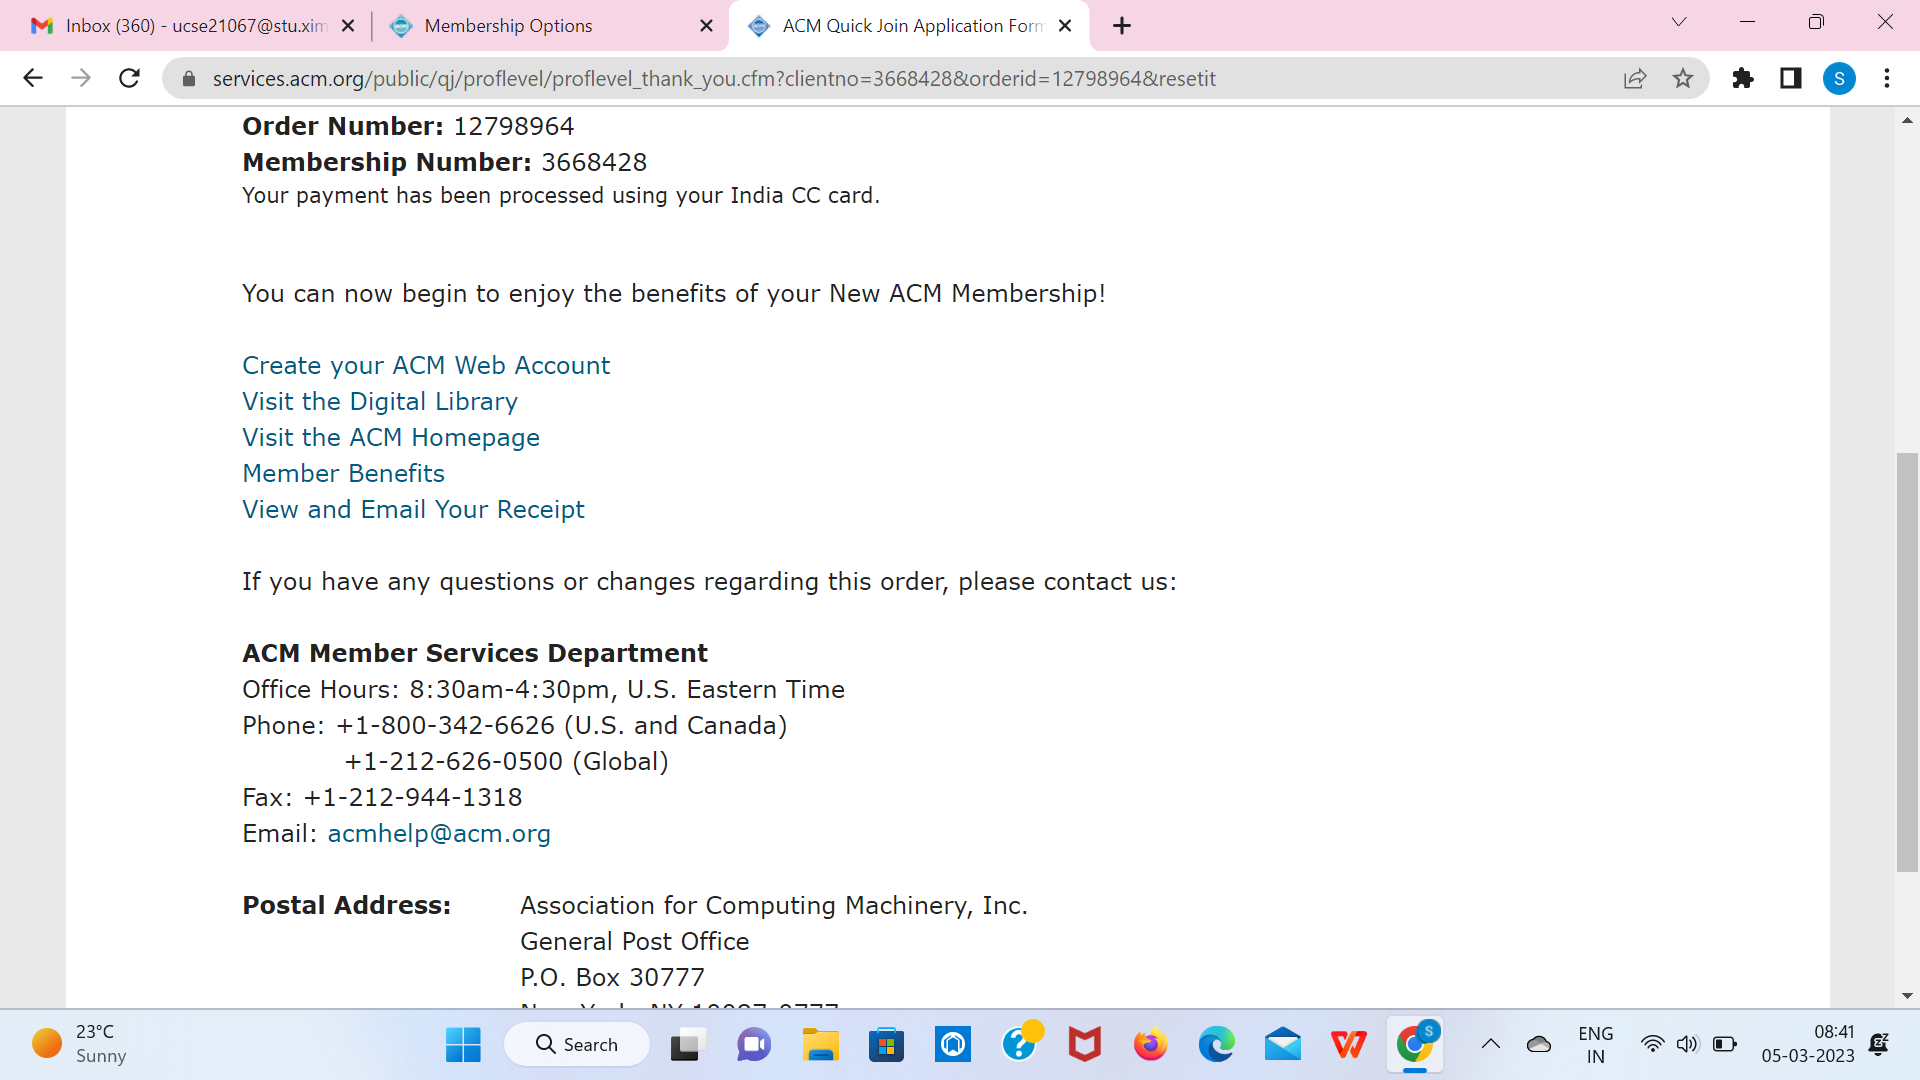 Inbox (360) - ucse21067@stu.xim
Membership Options
ACM Quick Join Application Form
services.acm.org/public/qj/proflevel/proflevel_thank_you.cfm?clientno=3668428&orderid=12798964&resetit
S
Order Number: 12798964
Membership Number: 3668428
Your payment has been processed using your India CC card.
You can now begin to enjoy the benefits of your New ACM Membership!
Create your ACM Web Account
Visit the Digital Library
Visit the ACM Homepage
Member Benefits
View and Email Your Receipt
If you have any questions or changes regarding this order, please contact us:
ACM Member Services Department
Office Hours: 8:30am-4:30pm, U.S. Eastern Time
Phone: +1-800-342-6626 (U.S. and Canada)
+1-212-626-0500 (Global)
Fax: +1-212-944-1318
Email: acmhelp@acm.org
Postal Address: Association for Computing Machinery, Inc.
General Post Office
P.O. Box 30777
New York, NY 10087-0777
23°C
Sunny
Search
S
ENG
IN
08:41
05-03-2023